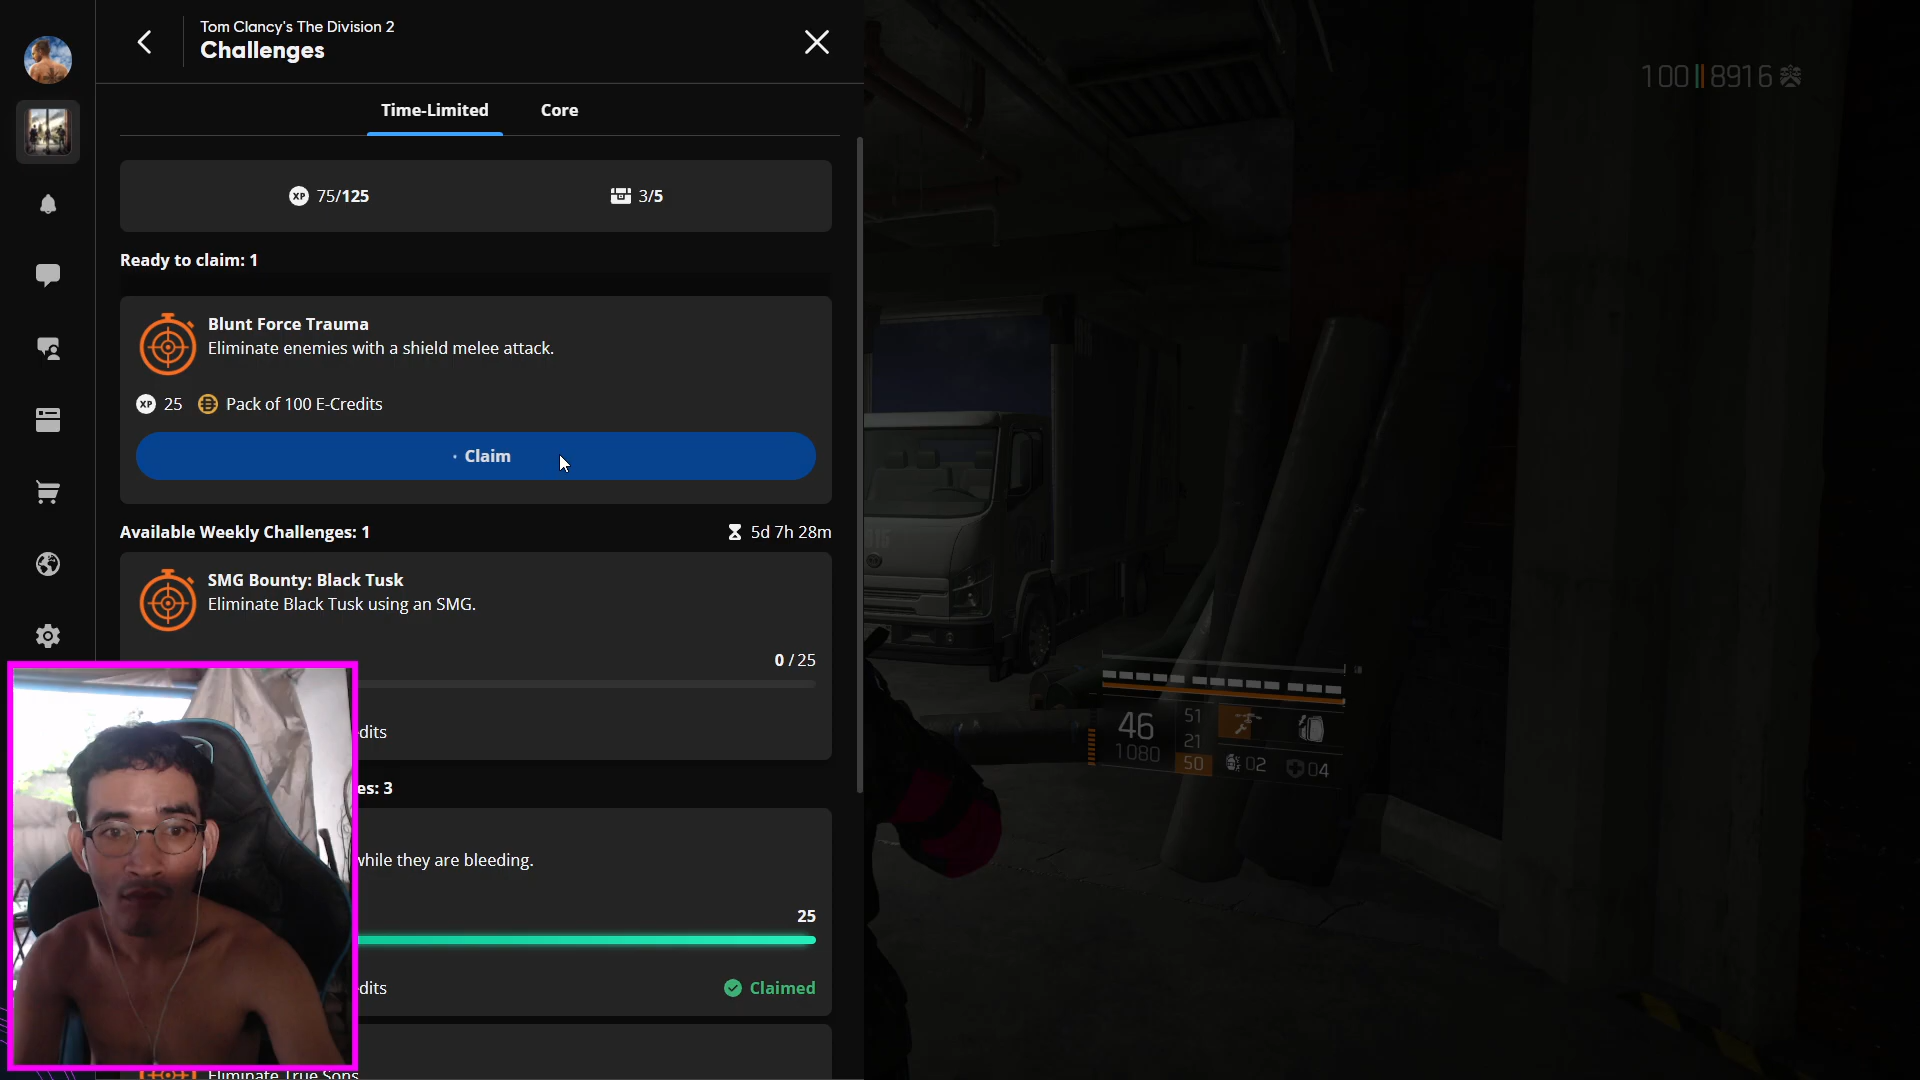 Tom Clancy's The Division 2
Challenges
Time-Limited
Core
XP 75/125
3/5
Ready to claim: 1
Blunt Force Trauma
Eliminate enemies with a shield melee attack.
XP 25 Pack of 100 E-Credits
Claim
Available Weekly Challenges: 1
5d 7h 28m
SMG Bounty: Black Tusk
Eliminate Black Tusk using an SMG.
0 / 25
dits
es: 3
while they are bleeding.
25
dits
Claimed
Eliminate True Sons
100 8916
46
1080
51
21
50
02
04